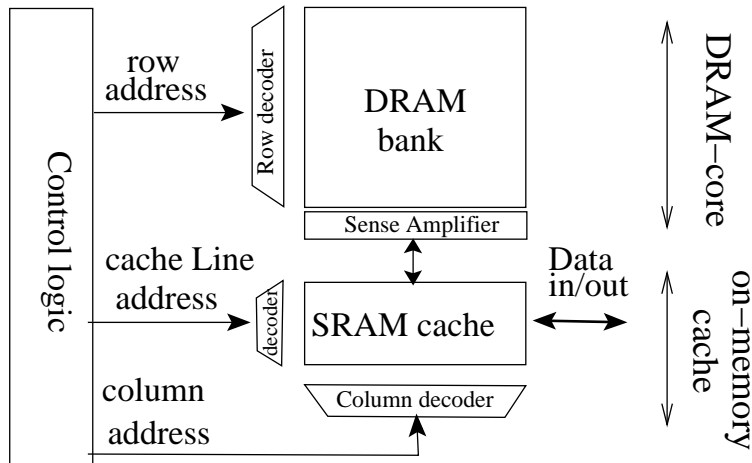 row
address
Row decoder
DRAM
bank
DRAM−core
Control logic
Sense Amplifier
cache Line
address
decoder
SRAM cache
Data
in/out
on−memory
cache
column
address
Column decoder